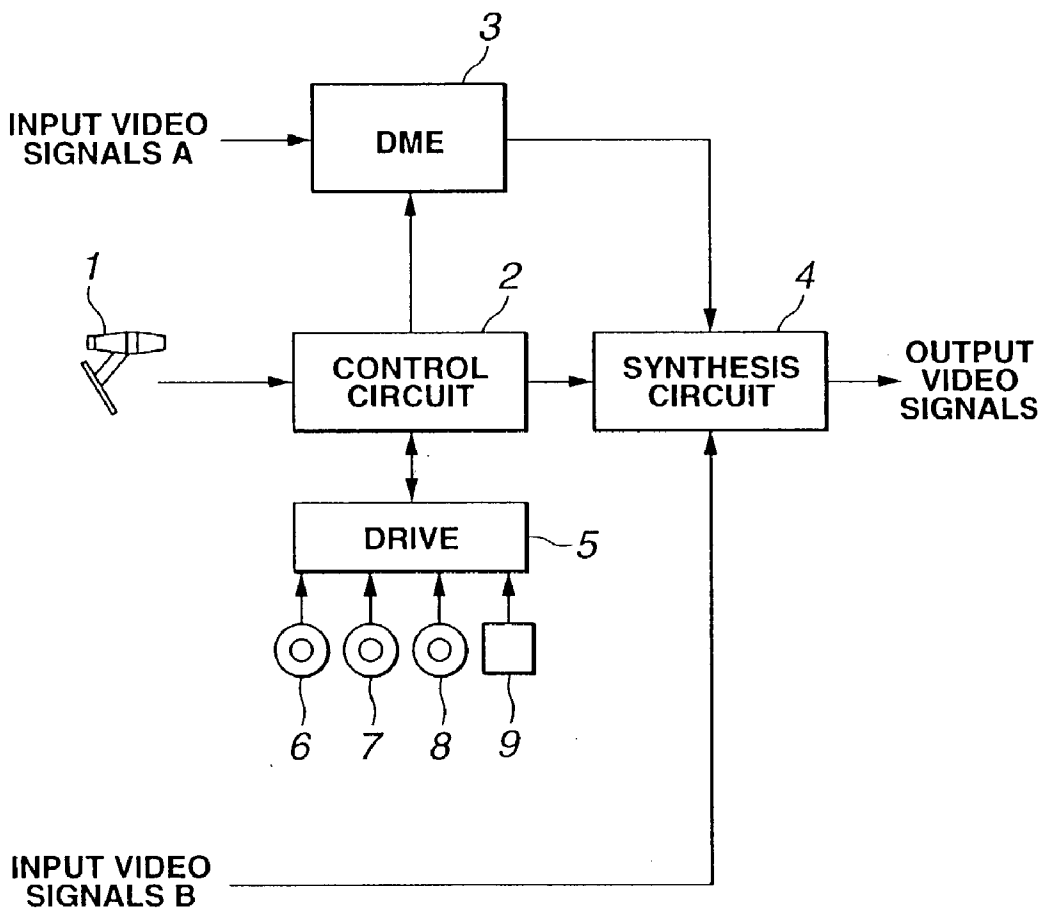 3
INPUT VIDEO
SIGNALS A
DME
1
2
4
CONTROL
CIRCUIT
SYNTHESIS
CIRCUIT
OUTPUT
VIDEO
SIGNALS
DRIVE
5
6
7
8
9
INPUT VIDEO
SIGNALS B